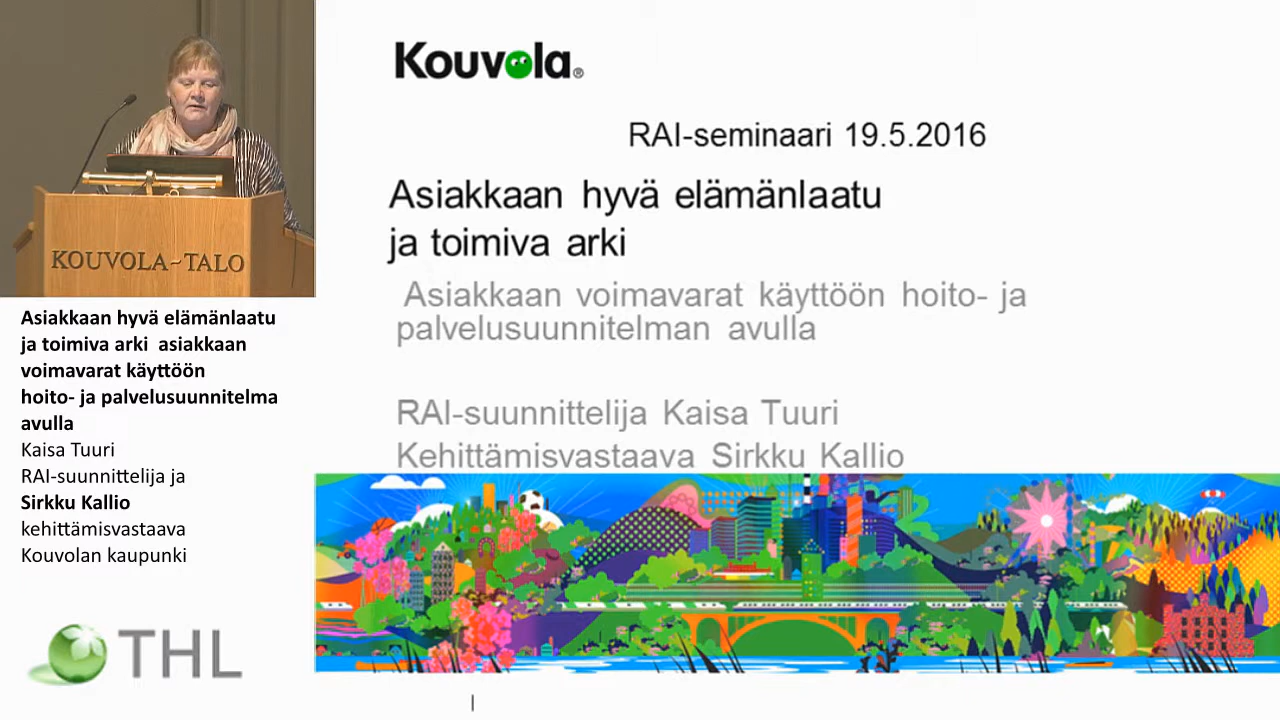 KOUVOLA-TALO
Asiakkaan hyvä elämänlaatu
ja toimiva arki asiakkaan
voimavarat käyttöön
hoito- ja palvelusuunnitelma
avulla
Kaisa Tuuri
RAI-suunnittelija ja
Sirkku Kallio
kehittämisvastaava
Kouvolan kaupunki
THL
Kouvola®
RAI-seminaari 19.5.2016
Asiakkaan hyvä elämänlaatu
ja toimiva arki
Asiakkaan voimavarat käyttöön hoito- ja
palvelusuunnitelman avulla
RAI-suunnittelija Kaisa Tuuri
Kehittämisvastaava Sirkku Kallio